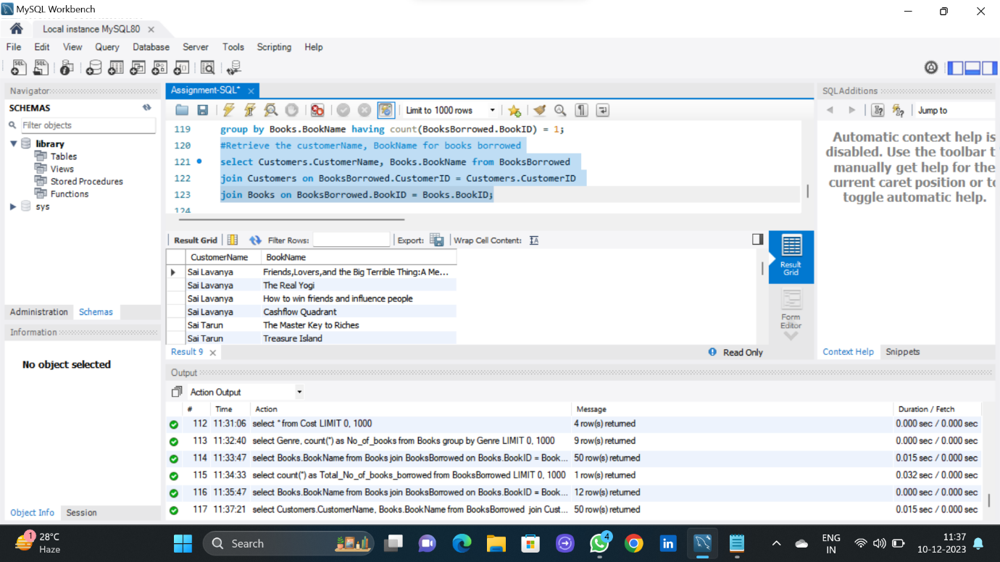 MySQL Workbench
Local instance MySQL80
File Edit View Query Database Server Tools Scripting Help
Navigator
SCHEMAS
Filter objects
library
Tables
Views
Stored Procedures
Functions
sys
Administration Schemas
Information
No object selected
Object Info Session
Assignment-SQL*
Limit to 1000 rows
119 group by Books.BookName having count(BooksBorrowed.BookID) = 1;
120 #Retrieve the customerName, BookName for books borrowed
121 select Customers.CustomerName, Books.BookName from BooksBorrowed
122 join Customers on BooksBorrowed.CustomerID = Customers.CustomerID
123 join Books on BooksBorrowed.BookID = Books.BookID;
124
Result Grid Filter Rows: Export: Wrap Cell Content:
CustomerName BookName
Sai Lavanya Friends,Lovers,and the Big Terrible Thing:A Me...
Sai Lavanya The Real Yogi
Sai Lavanya How to win friends and influence people
Sai Lavanya Cashflow Quadrant
Sai Tarun The Master Key to Riches
Sai Tarun Treasure Island
Result Grid
Form Editor
Result 9
Read Only
SQLAdditions
Jump to
Automatic context help is
disabled. Use the toolbar t
manually get help for the
current caret position or to
toggle automatic help.
Context Help Snippets
Output
Action Output
# Time Action Message Duration / Fetch
112 11:31:06 select * from Cost LIMIT 0, 1000 4 row(s) returned 0.000 sec / 0.000 sec
113 11:32:40 select Genre, count(*) as No_of_books from Books group by Genre LIMIT 0, 1000 9 row(s) returned 0.000 sec / 0.000 sec
114 11:33:47 select Books.BookName from Books join BooksBorrowed on Books.BookID = Book... 50 row(s) returned 0.015 sec / 0.000 sec
115 11:34:33 select count(*) as Total_No_of_books_borrowed from BooksBorrowed LIMIT 0, 1000 1 row(s) returned 0.032 sec / 0.000 sec
116 11:35:47 select Books.BookName from Books join BooksBorrowed on Books.BookID = Book... 12 row(s) returned 0.000 sec / 0.000 sec
117 11:37:21 select Customers.CustomerName, Books.BookName from BooksBorrowed join Cust... 50 row(s) returned 0.015 sec / 0.000 sec
1
28°C
Haze
Search
4
ENG
IN
11:37
10-12-2023